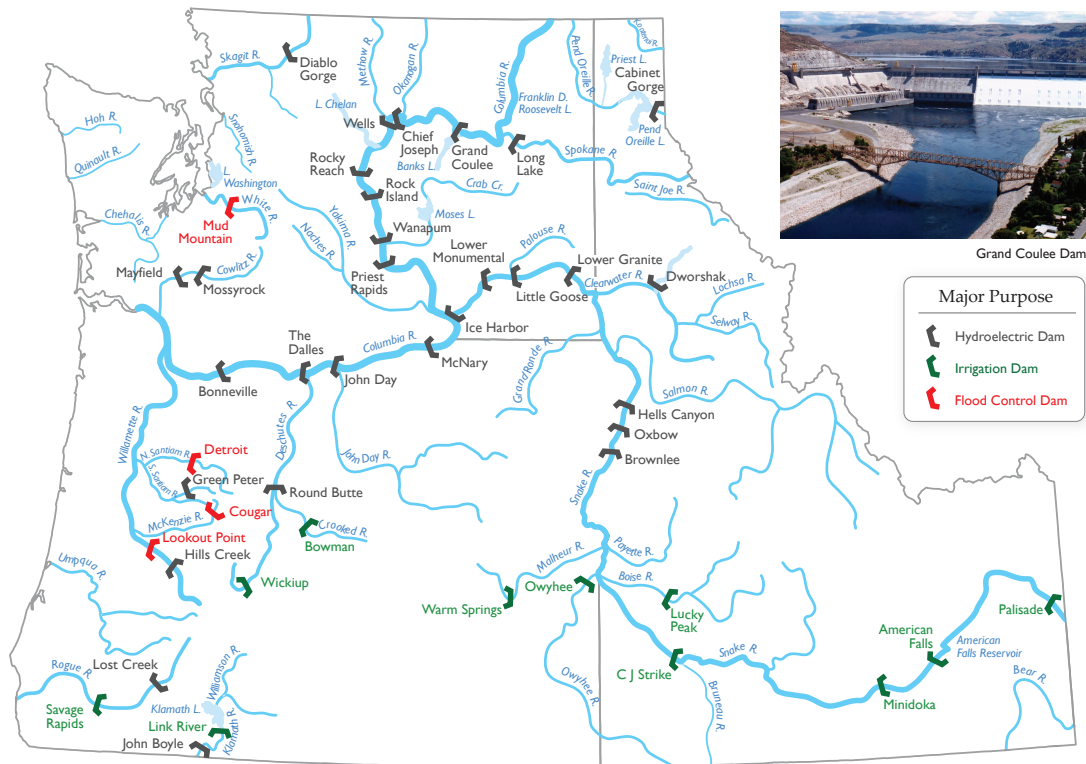 Skagit R.
Diablo
Gorge
Methow R.
Okanogan R.
Columbia R.
Pend Oreille R.
Kootenai R.
Priest L.
Cabinet
Gorge
Franklin D.
Roosevelt L.
L. Chelan
Wells
Chief
Joseph
Grand
Coulee
Banks L.
Long
Lake
Spokane R.
Pend
Oreille L.
Hoh R.
Quinault R.
Snohomish R.
L.
Washington
White R.
Mud
Mountain
Rocky
Reach
Rock
Island
Crab Cr.
Saint Joe R.
Moses L.
Wanapum
Chehalis R.
Yakima R.
Naches R.
Cowlitz R.
Mayfield
Mossyrock
Priest
Rapids
Lower
Monumental
Palouse R.
Lower Granite
Little Goose
Clearwater R.
Dworshak
Lochsa R.
Selway R.
Ice Harbor
Grand Coulee Dam
Major Purpose
Hydroelectric Dam
Irrigation Dam
Flood Control Dam
The
Dalles
Columbia R.
McNary
John Day
Bonneville
Grand Ronde R.
Salmon R.
Hells Canyon
Oxbow
Brownlee
Willamette R.
Deschutes R.
John Day R.
Snake R.
N. Santiam R.
Detroit
S. Santiam R.
Green Peter
Cougar
McKenzie R.
Round Butte
Crooked R.
Bowman
Lookout Point
Hills Creek
Wickiup
Umpqua R.
Malheur R.
Payette R.
Boise R.
Owyhee
Warm Springs
Lucky
Peak
Palisade
American
Falls
American
Falls Reservoir
Snake R.
C J Strike
Minidoka
Bear R.
Owyhee R.
Bruneau R.
Rogue R.
Lost Creek
Williamson R.
Savage
Rapids
Klamath L.
Link River
Klamath R.
John Boyle